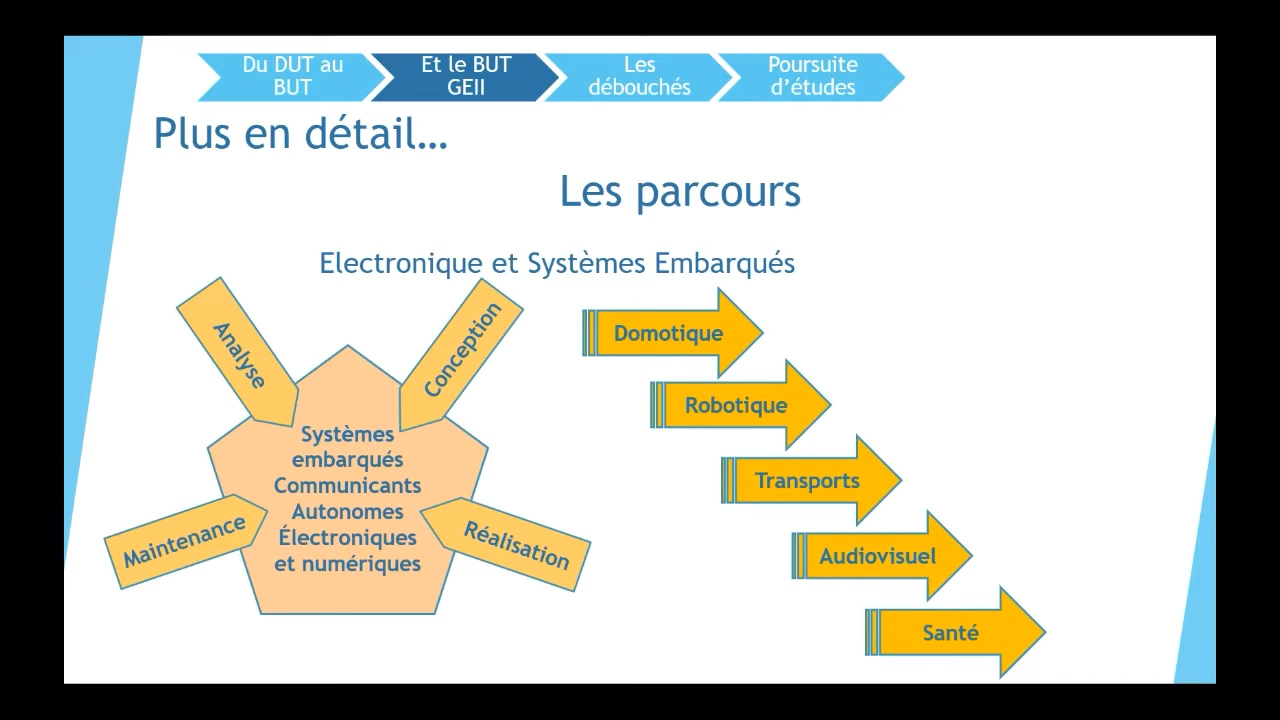 Du DUT au
BUT
Et le BUT
GEII
Les
débouchés
Poursuite
d'études
Plus en détail...
Les parcours
Electronique et Systèmes Embarqués
Analyse
Conception
Maintenance
Réalisation
Systèmes
embarqués
Communicants
Autonomes
Électroniques
et numériques
Domotique
Robotique
Transports
Audiovisuel
Santé